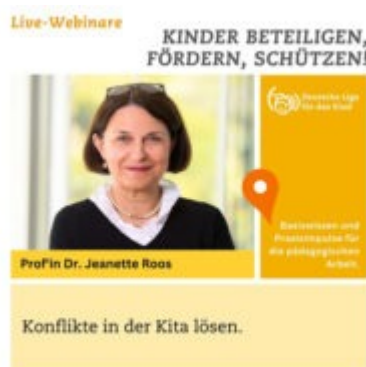 Live-Webinare
KINDER BETEILIGEN,
FÖRDERN, SCHÜTZEN!
Deutsche Liga
für das Kind
Basiswissen und
Praxisimpulse für
die pädagogischen
Arbeit.
Prof'in Dr. Jeanette Roos
Konflikte in der Kita lösen.